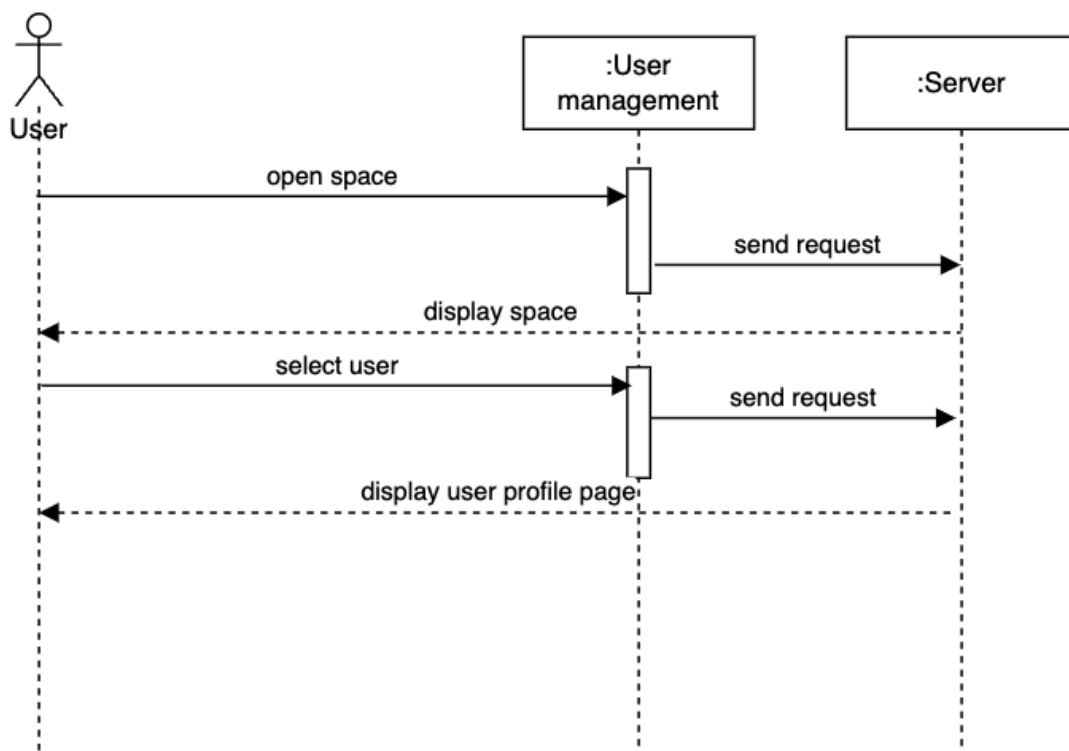 :User
management
:Server
User
open space
send request
display space
select user
send request
display user profile page